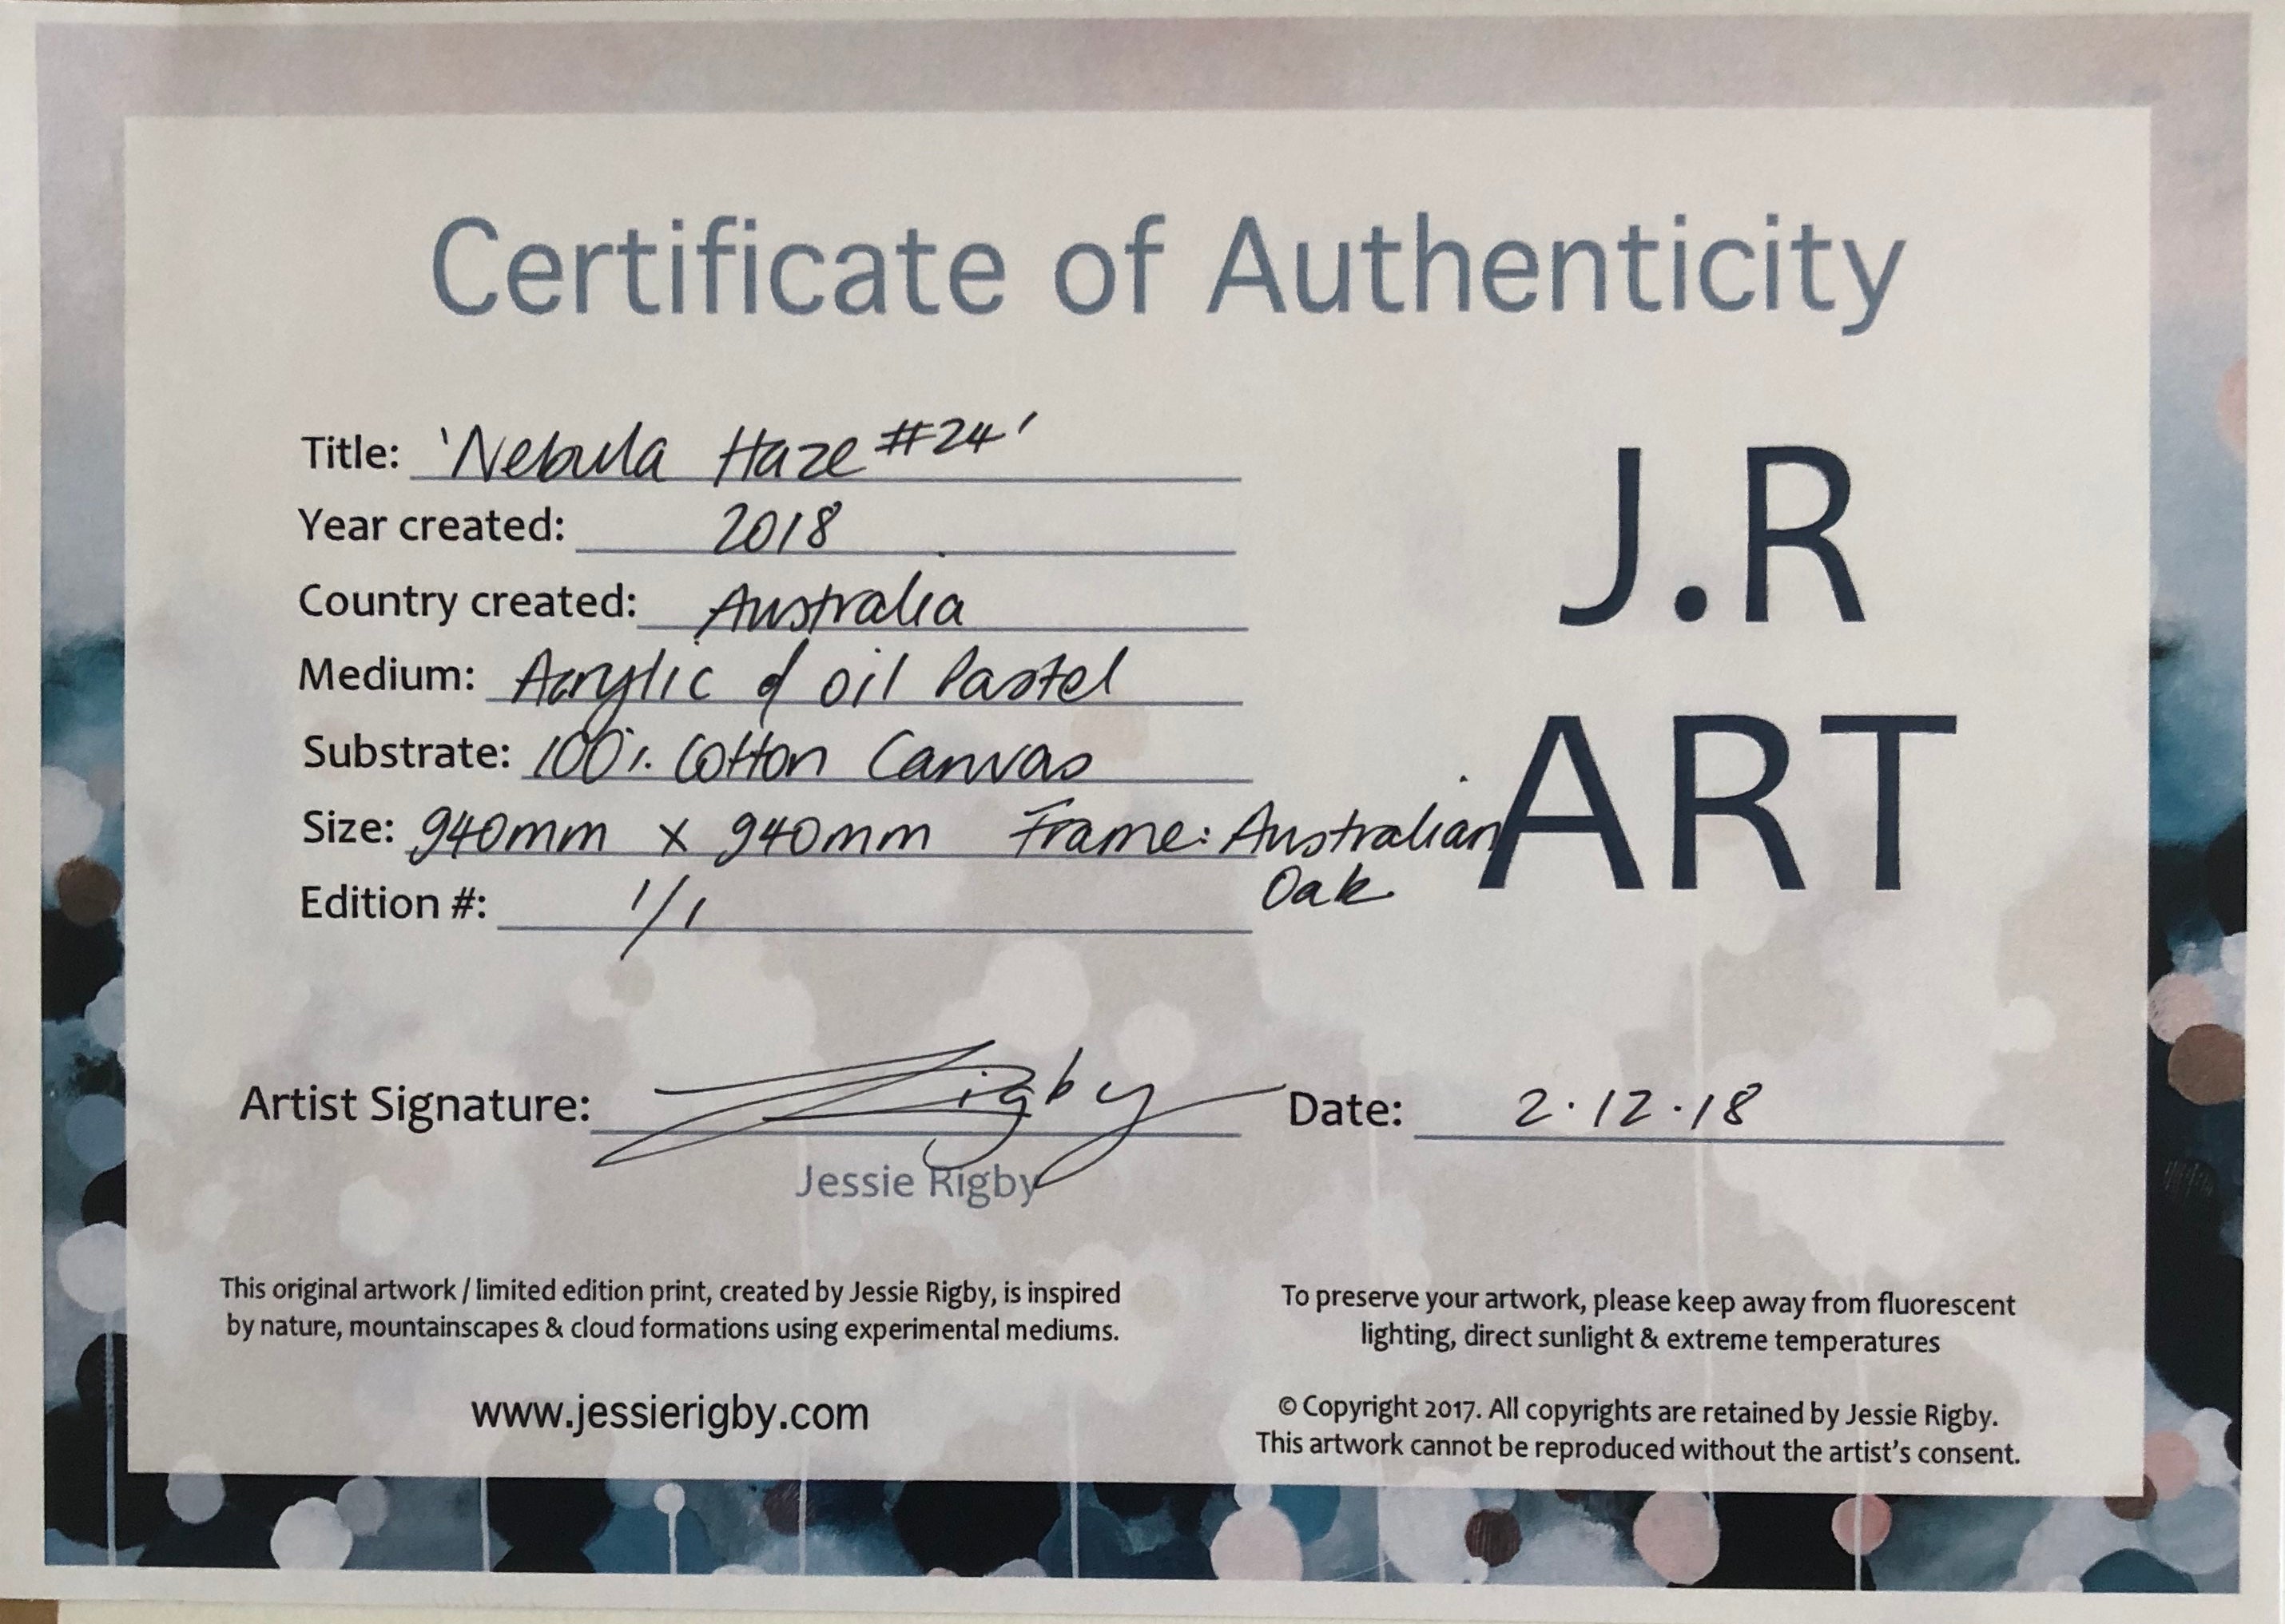 Certificate of Authenticity
Title: 'Nebula Haze #24'
Year created: 2018
Country created: Australia
Medium: Acrylic & oil Pastel
Substrate: 100% Cotton Canvas
Size: 940mm x 940mm Frame: Australian
Oak
Edition #: 1/1
J.R
ART
Artist Signature: Rigby Date: 2.12.18
Jessie Rigby
This original artwork / limited edition print, created by Jessie Rigby, is inspired
by nature, mountainscapes & cloud formations using experimental mediums.
www.jessierigby.com
To preserve your artwork, please keep away from fluorescent
lighting, direct sunlight & extreme temperatures
© Copyright 2017. All copyrights are retained by Jessie Rigby.
This artwork cannot be reproduced without the artist's consent.